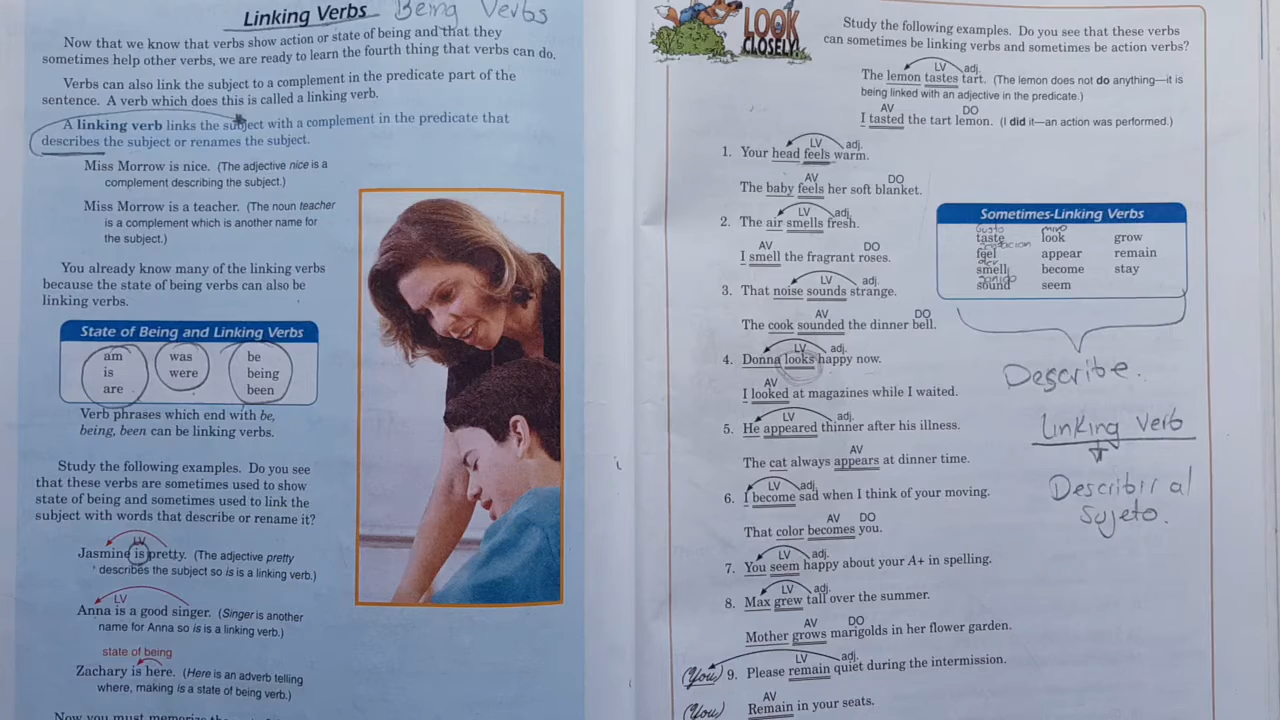 Linking Verbs Being Verbs
Now that we know that verbs show action or state of being and that they
sometimes help other verbs, we are ready to learn the fourth thing that verbs can do.
Verbs can also link the subject to a complement in the predicate part of the
sentence. A verb which does this is called a linking verb.
A linking verb links the subject with a complement in the predicate that
describes the subject or renames the subject.
Miss Morrow is nice. (The adjective nice is a
complement describing the subject.)
Miss Morrow is a teacher. (The noun teacher
is a complement which is another name for
the subject.)
You already know many of the linking verbs
because the state of being verbs can also be
linking verbs.
State of Being and Linking Verbs
am was be
is were being
are been
Verb phrases which end with be,
being, been can be linking verbs.
Study the following examples. Do you see
that these verbs are sometimes used to show
state of being and sometimes used to link the
subject with words that describe or rename it?
LV
Jasmine is pretty. (The adjective pretty
describes the subject so is is a linking verb.)
LV
Anna is a good singer. (Singer is another
name for Anna so is is a linking verb.)
state of being
Zachary is here. (Here is an adverb telling
where, making is a state of being verb.)
LOOK
CLOSELY!
Study the following examples. Do you see that these verbs
can sometimes be linking verbs and sometimes be action verbs?
LV adj.
The lemon tastes tart. (The lemon does not do anything—it is
being linked with an adjective in the predicate.)
AV DO
I tasted the tart lemon. (I did it—an action was performed.)
LV adj.
1. Your head feels warm.
AV DO
The baby feels her soft blanket.
LV adj.
2. The air smells fresh.
AV DO
I smell the fragrant roses.
LV adj.
3. That noise sounds strange.
AV DO
The cook sounded the dinner bell.
LV adj.
4. Donna looks happy now.
AV
I looked at magazines while I waited.
LV adj.
5. He appeared thinner after his illness.
AV
The cat always appears at dinner time.
LV adj.
6. I become sad when I think of your moving.
AV DO
That color becomes you.
LV adj.
7. You seem happy about your A+ in spelling.
LV adj.
8. Max grew tall over the summer.
AV DO
Mother grows marigolds in her flower garden.
LV adj.
(You) 9. Please remain quiet during the intermission.
AV
(You) Remain in your seats.
Sometimes-Linking Verbs
Gusto
taste look grow
feel appear remain
smell become stay
sonido
sound seem
Describe.
Linking Verb
Describir al
sujeto.